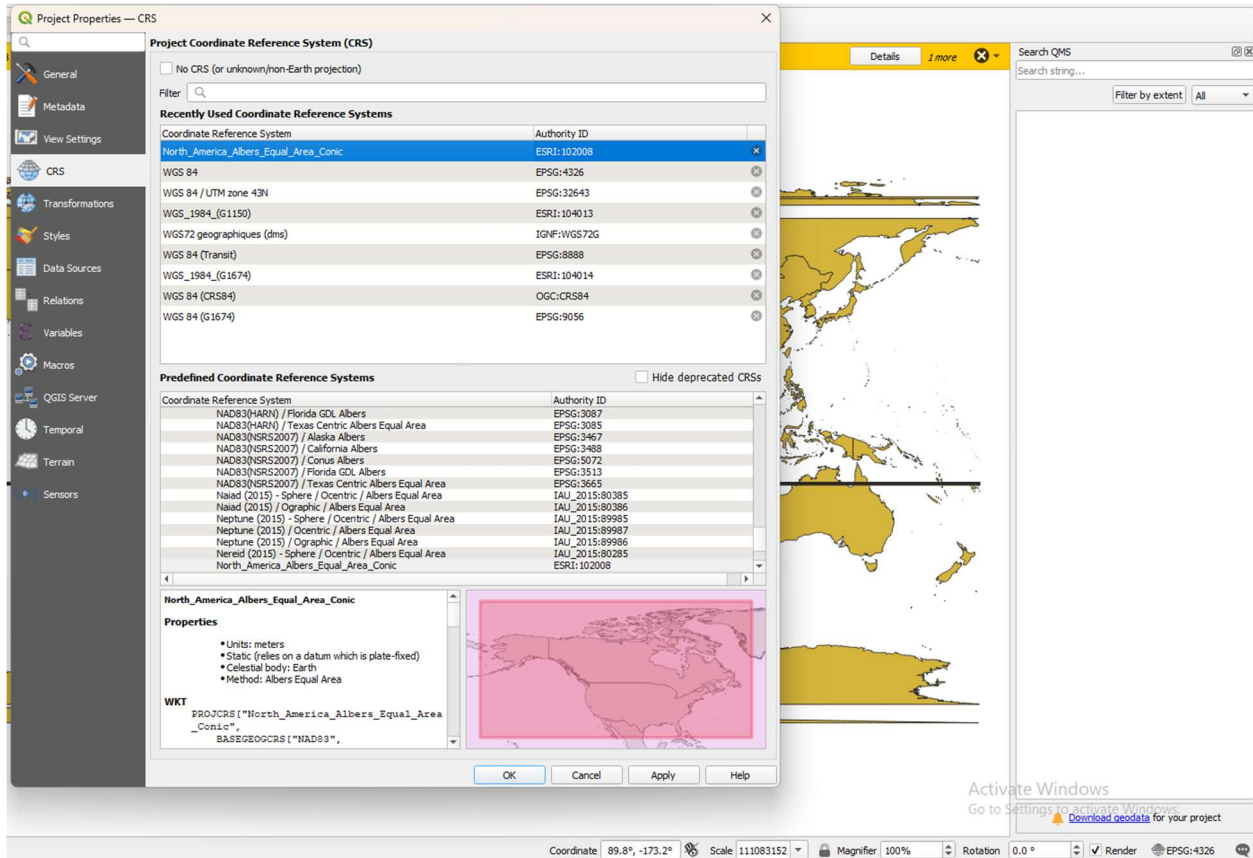 Project Properties — CRS
Details 1 more
Search QMS
Search string...
Filter by extent All
General
Metadata
View Settings
CRS
Transformations
Styles
Data Sources
Relations
Variables
Macros
QGIS Server
Temporal
Terrain
Sensors
Project Coordinate Reference System (CRS)
No CRS (or unknown/non-Earth projection)
Filter
Recently Used Coordinate Reference Systems
Coordinate Reference System Authority ID
North_America_Albers_Equal_Area_Conic ESRI:102008
WGS 84 EPSG:4326
WGS 84 / UTM zone 43N EPSG:32643
WGS_1984_(G1150) ESRI:104013
WGS72 geographiques (dms) IGNF:WGS72G
WGS 84 (Transit) EPSG:8888
WGS_1984_(G1674) ESRI:104014
WGS 84 (CRS84) OGC:CRS84
WGS 84 (G1674) EPSG:9056
Predefined Coordinate Reference Systems Hide deprecated CRSs
Coordinate Reference System Authority ID
NAD83(HARN) / Florida GDL Albers EPSG:3087
NAD83(HARN) / Texas Centric Albers Equal Area EPSG:3085
NAD83(NSRS2007) / Alaska Albers EPSG:3467
NAD83(NSRS2007) / California Albers EPSG:3488
NAD83(NSRS2007) / Conus Albers EPSG:5072
NAD83(NSRS2007) / Florida GDL Albers EPSG:3513
NAD83(NSRS2007) / Texas Centric Albers Equal Area EPSG:3665
Naiad (2015) - Sphere / Ocentric / Albers Equal Area IAU_2015:80385
Naiad (2015) / Ographic / Albers Equal Area IAU_2015:80386
Neptune (2015) - Sphere / Ocentric / Albers Equal Area IAU_2015:89985
Neptune (2015) / Ocentric / Albers Equal Area IAU_2015:89987
Neptune (2015) / Ographic / Albers Equal Area IAU_2015:89986
Nereid (2015) - Sphere / Ocentric / Albers Equal Area IAU_2015:80285
North_America_Albers_Equal_Area_Conic ESRI:102008
North_America_Albers_Equal_Area_Conic
Properties
• Units: meters
• Static (relies on a datum which is plate-fixed)
• Celestial body: Earth
• Method: Albers Equal Area
WKT
PROJCRS["North_America_Albers_Equal_Area
_Conic",
BASEGEOGCRS["NAD83",
OK Cancel Apply Help
Activate Windows
Go to Settings to activate Windows.
Download geodata for your project
Coordinate 89.8°, -173.2° Scale 111083152 Magnifier 100% Rotation 0.0 ° Render EPSG:4326